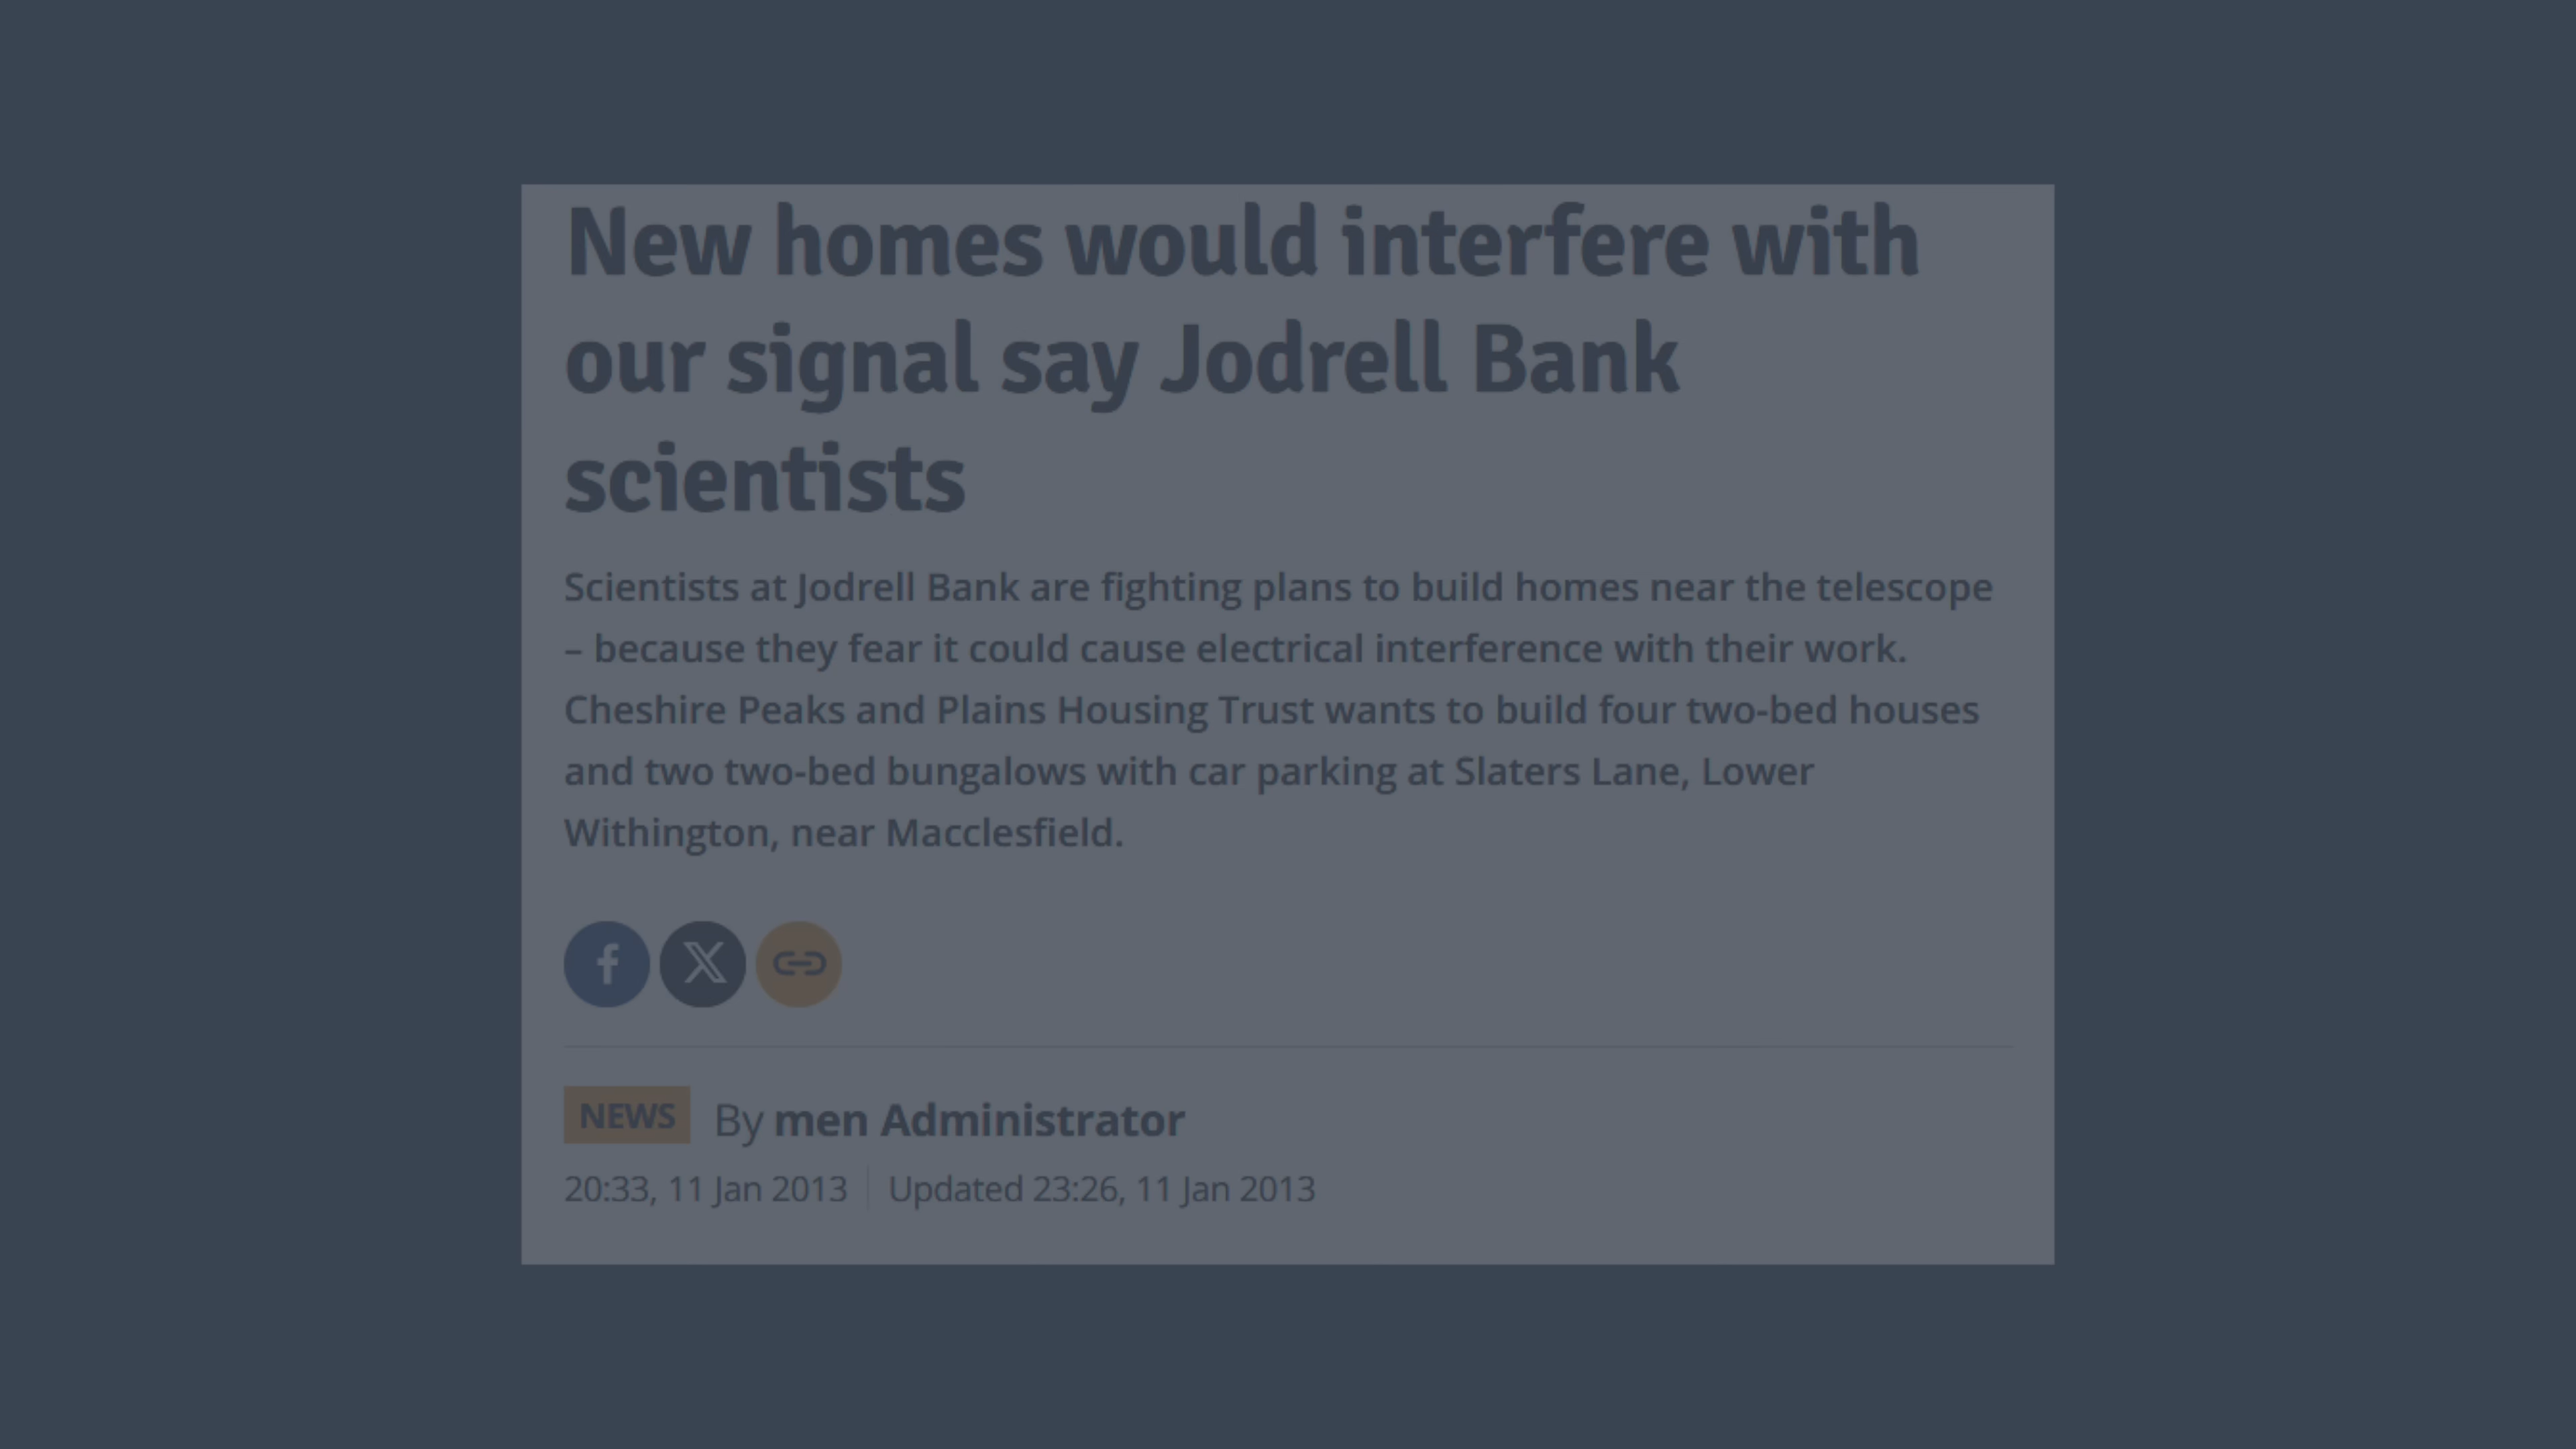 New homes would interfere with
our signal say Jodrell Bank
scientists
Scientists at Jodrell Bank are fighting plans to build homes near the telescope
– because they fear it could cause electrical interference with their work.
Cheshire Peaks and Plains Housing Trust wants to build four two-bed houses
and two two-bed bungalows with car parking at Slaters Lane, Lower
Withington, near Macclesfield.
NEWS By men Administrator
20:33, 11 Jan 2013 Updated 23:26, 11 Jan 2013